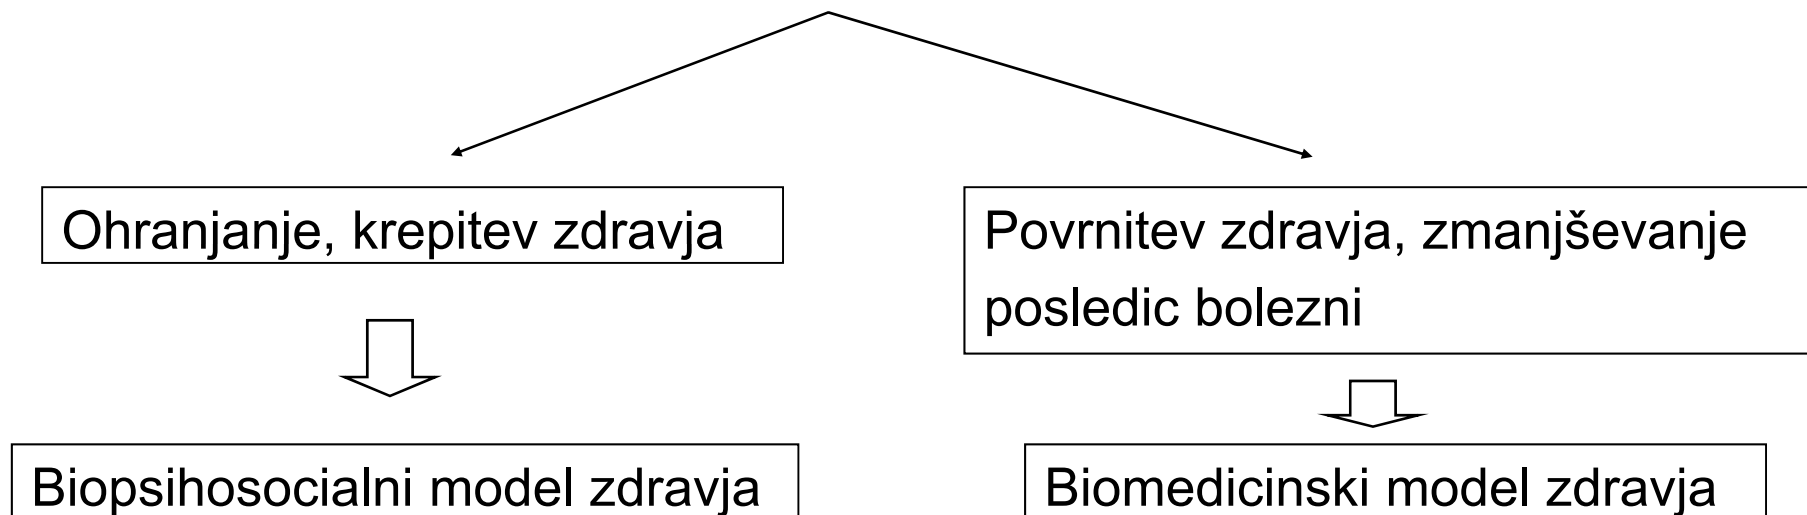 Ohranjanje, krepitev zdravja
Povrnitev zdravja, zmanjševanje
posledic bolezni
Biopsihosocialni model zdravja
Biomedicinski model zdravja